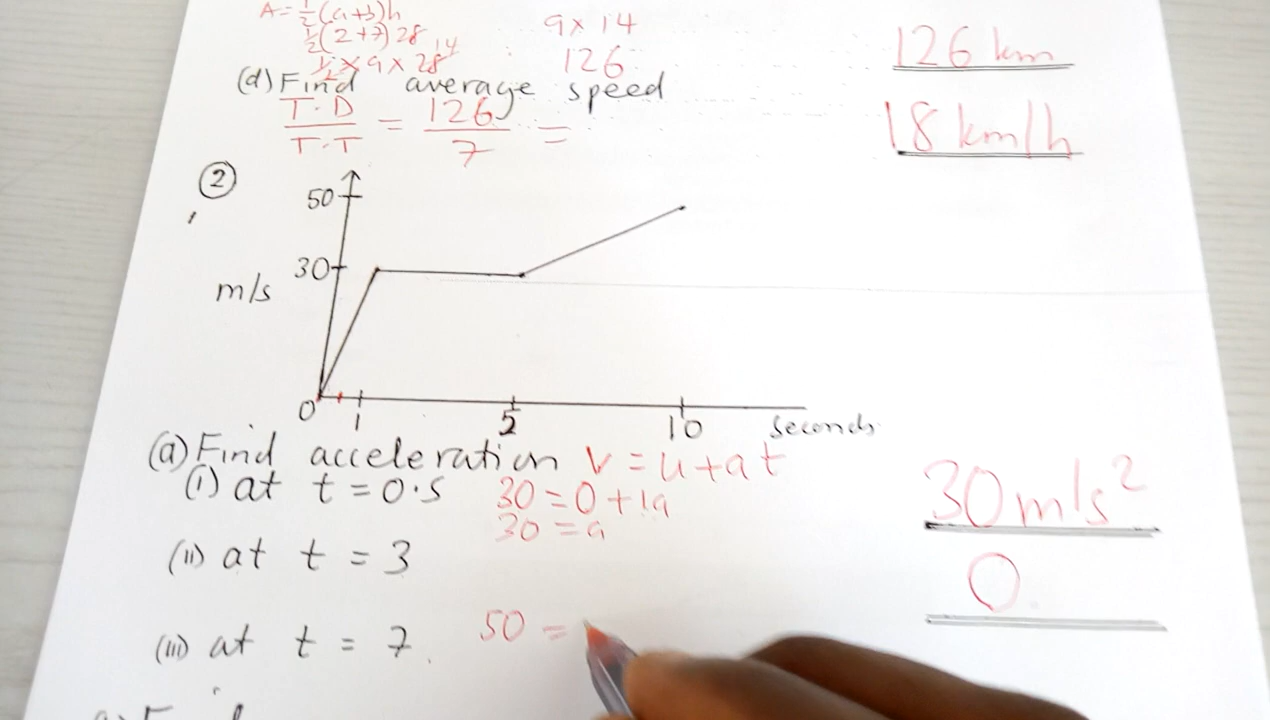 A = 1/2(a+b)h
1/2(2+7)28
9 x 14
1/2 x 9 x 28 14
126
126 km
(d) Find average speed
T.D/T.T = 126/7 =
18 km/h
2
50
30
m/s
0 1 5 10 seconds
(a) Find acceleration v = u + at
(i) at t = 0.5
30 = 0 + 1a
30 = a
30 m/s²
(ii) at t = 3
0
(iii) at t = 7.
50 =